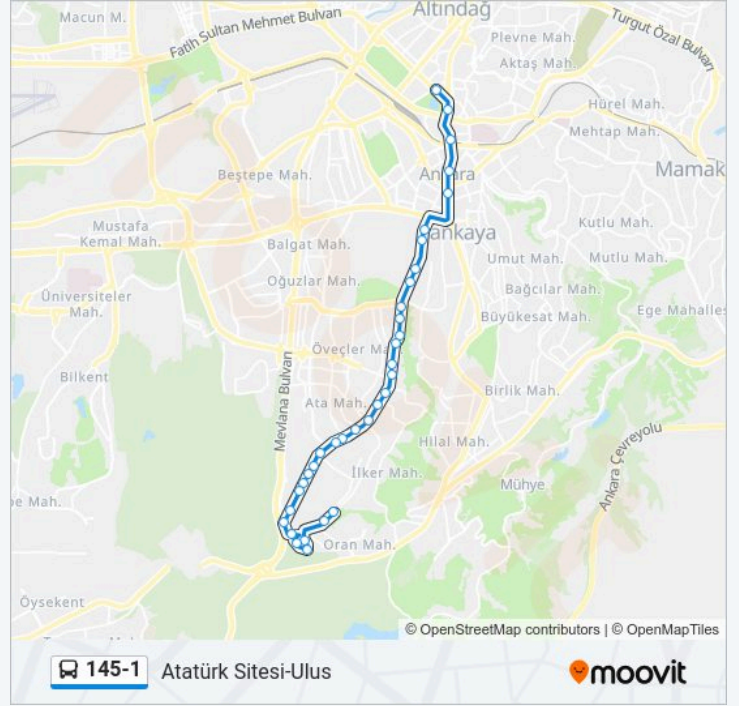 Macun M.
Altındağ
Fatih Sultan Mehmet Bulvarı
Plevne Mah.
Turgut Özal Bulvarı
Aktaş Mah.
Hürel Mah.
Mehtap Mah.
Beştepe Mah.
Ankara
Mamak
Mustafa
Kemal Mah.
Balgat Mah.
Kutlu Mah.
Umut Mah.
Mutlu Mah.
Oğuzlar Mah.
Bağcılar Mah.
Üniversiteler
Mah.
Büyükesat Mah.
Ege Mahalles
Öveçler
Bilkent
Mevlana Bulvarı
Birlik Mah.
Ata Mah.
Hilal Mah.
Ankara Çevreyolu
İlker Mah.
Mühye
Mah.
Oran Mah.
Öysekent
Mah.
© OpenStreetMap contributors | © OpenMapTiles
145-1 Atatürk Sitesi-Ulus
moovit